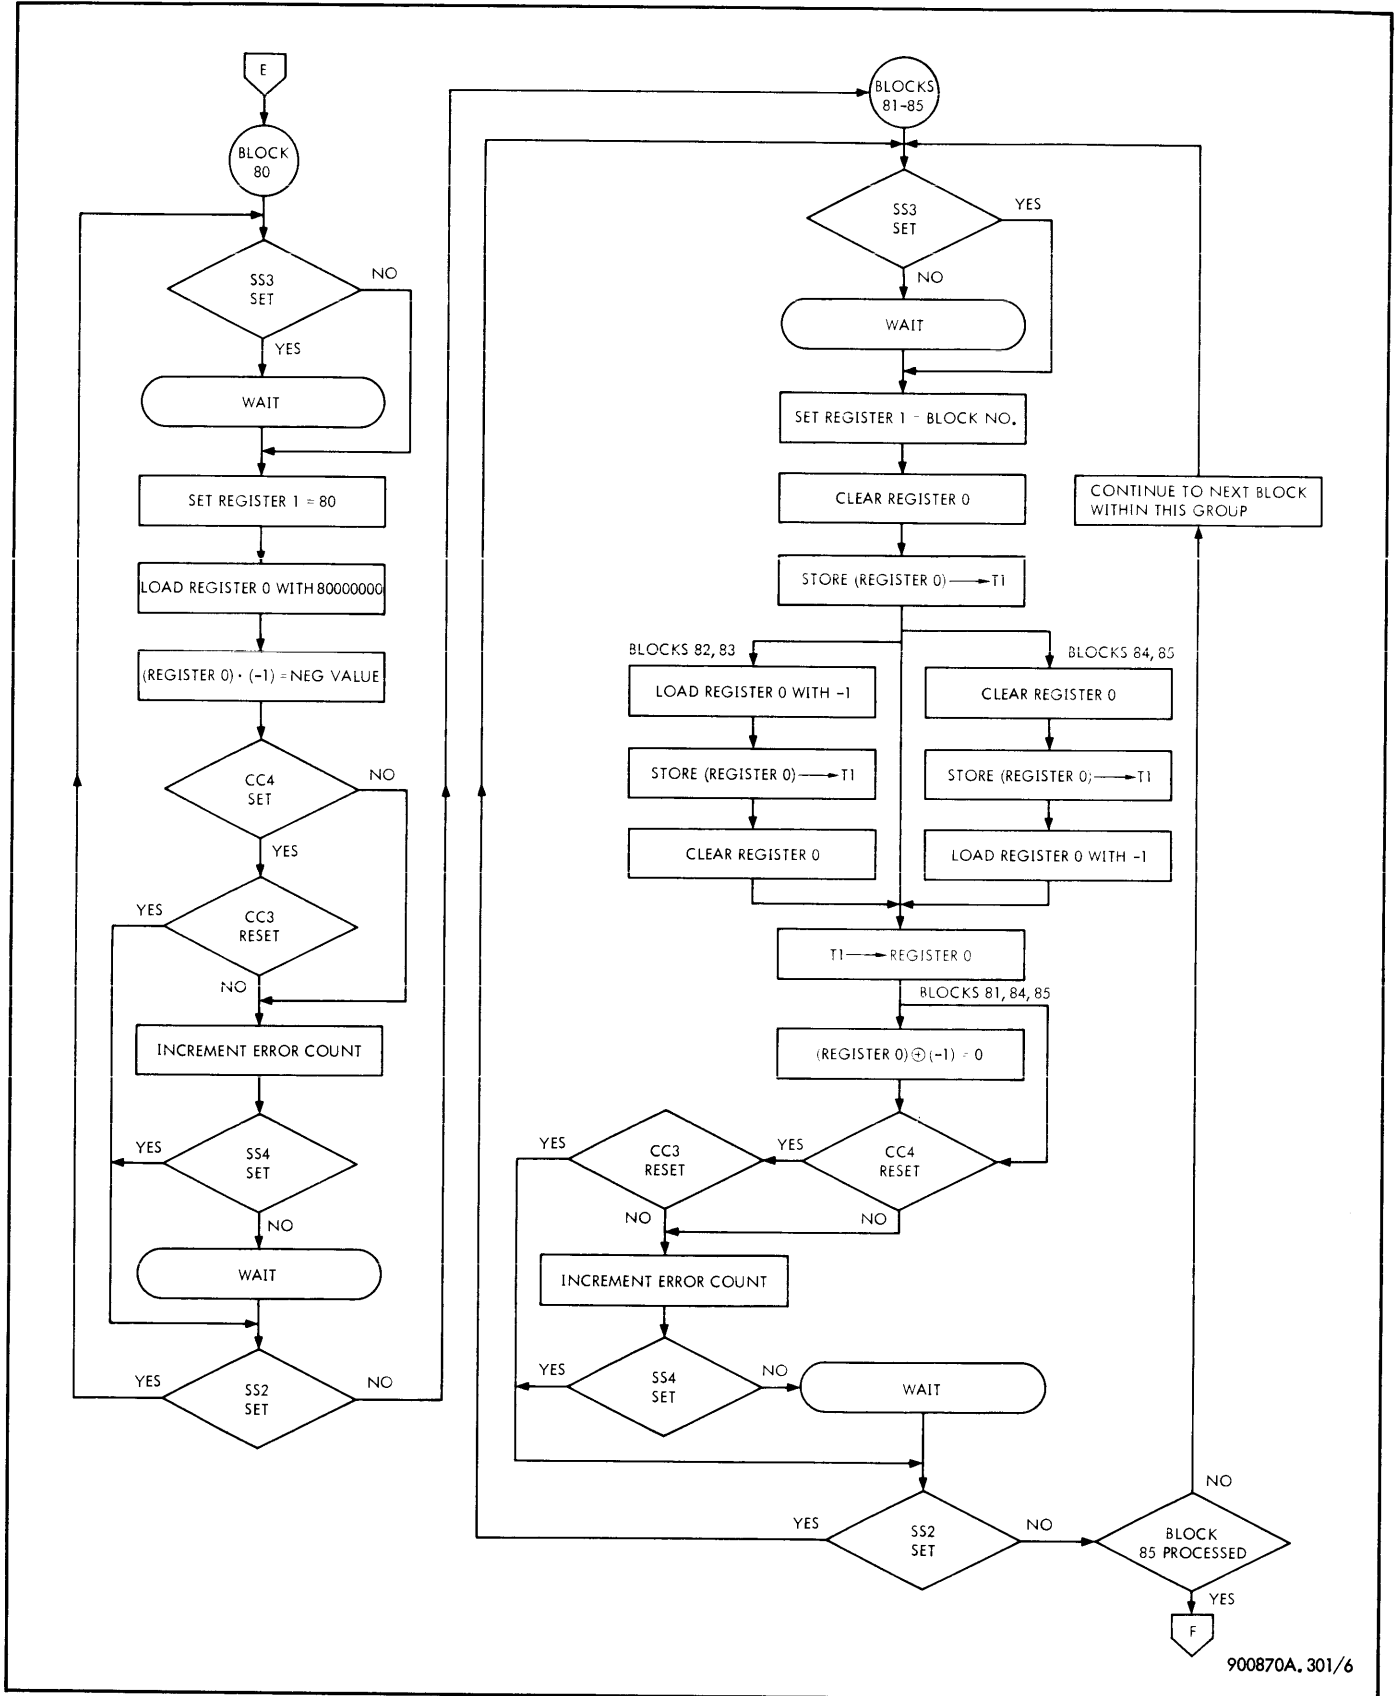 E
BLOCK
80
SS3
SET
NO
YES
WAIT
SET REGISTER 1 = 80
LOAD REGISTER 0 WITH 80000000
(REGISTER 0) · (-1) = NEG VALUE
CC4
SET
NO
YES
CC3
RESET
YES
NO
INCREMENT ERROR COUNT
SS4
SET
YES
NO
WAIT
SS2
SET
YES
NO
BLOCKS
81-85
SS3
SET
YES
NO
WAIT
SET REGISTER 1 = BLOCK NO.
CLEAR REGISTER 0
STORE (REGISTER 0) → T1
BLOCKS 82, 83
LOAD REGISTER 0 WITH -1
STORE (REGISTER 0) → T1
CLEAR REGISTER 0
BLOCKS 84, 85
CLEAR REGISTER 0
STORE (REGISTER 0; → T1
LOAD REGISTER 0 WITH -1
T1 → REGISTER 0
BLOCKS 81, 84, 85
(REGISTER 0) ⊕ (-1) = 0
CC4
RESET
YES
NO
CC3
RESET
YES
NO
INCREMENT ERROR COUNT
SS4
SET
YES
NO
WAIT
SS2
SET
YES
NO
BLOCK
85 PROCESSED
NO
YES
CONTINUE TO NEXT BLOCK
WITHIN THIS GROUP
F
900870A. 301/6